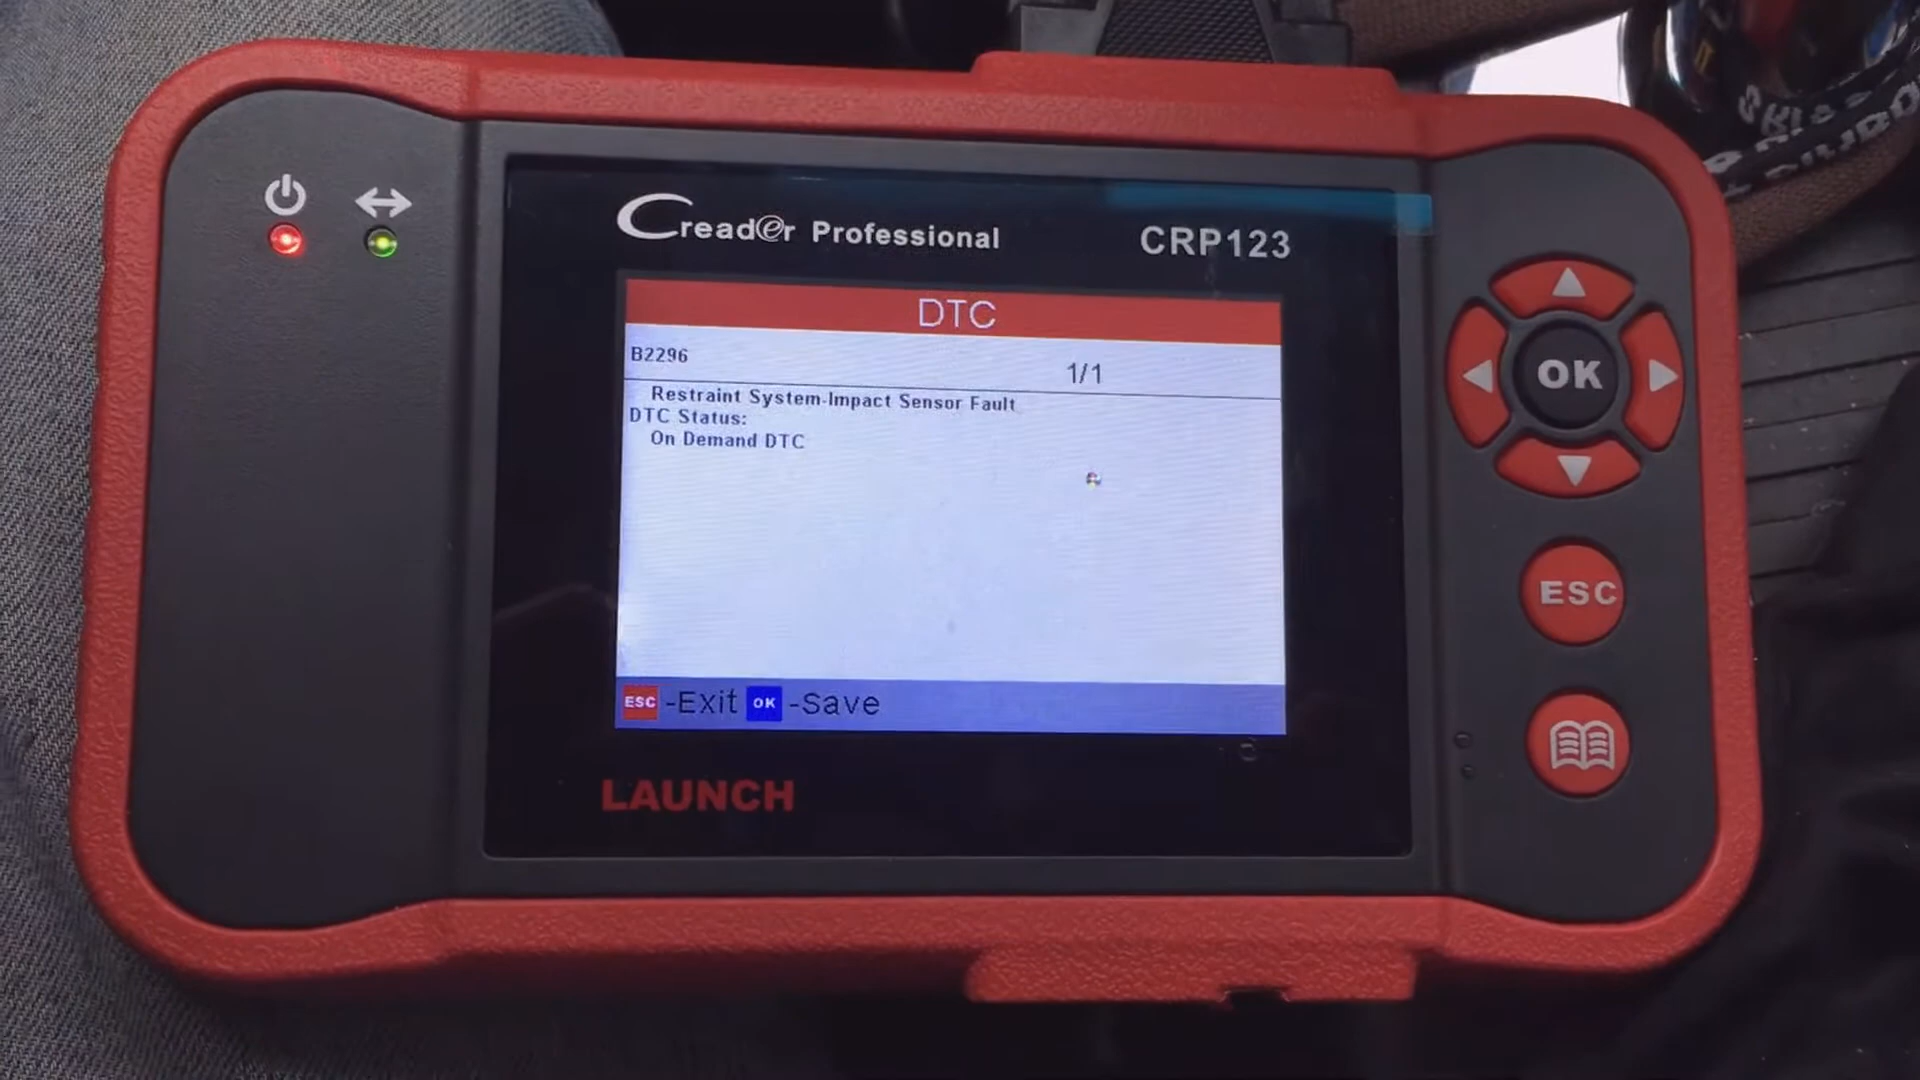 Creader Professional CRP123
DTC
B2296 1/1
Restraint System-Impact Sensor Fault
DTC Status:
On Demand DTC
ESC -Exit OK -Save
LAUNCH
OK
ESC